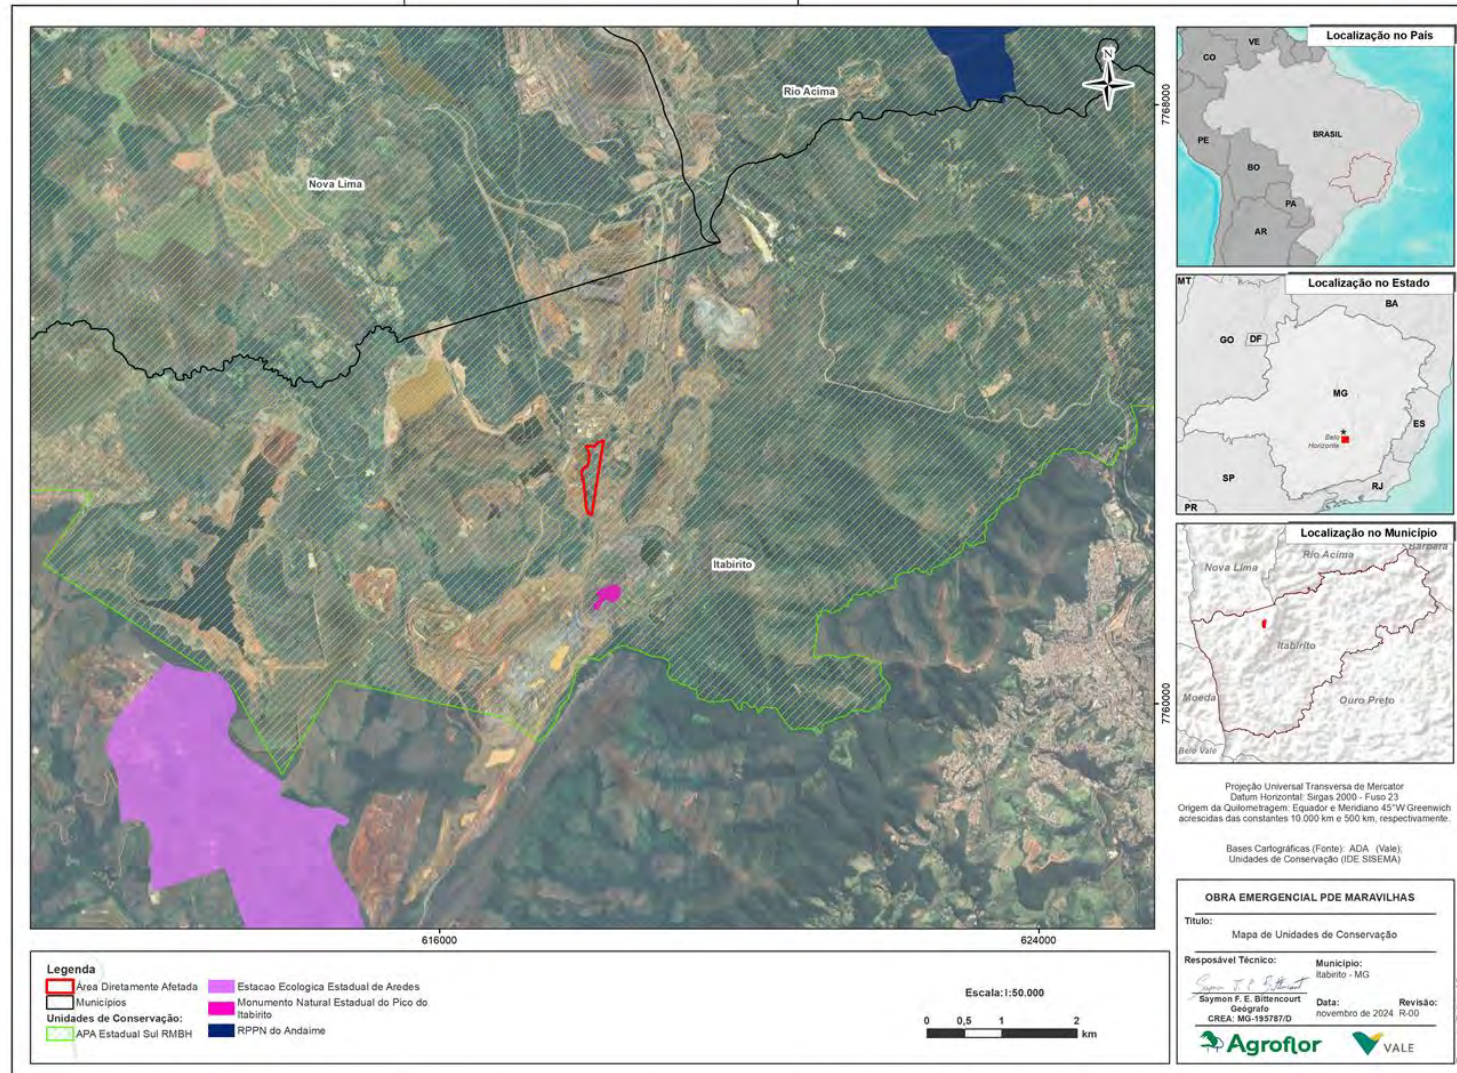 Rio Acima
Nova Lima
Itabirito
N
7768000
7760000
616000
624000
Localização no País
CO
VE
PE
BRASIL
BO
PA
AR
Localização no Estado
MT
BA
GO
DF
MG
ES
Belo
Horizonte
SP
RJ
PR
Localização no Município
Rio Acima
Barbara
Nova Lima
Itabirito
Moeda
Ouro Preto
Belo Vale
Projeção Universal Transversa de Mercator
Datum Horizontal: Sirgas 2000 - Fuso 23
Origem da Quilometragem: Equador e Meridiano 45°W Greenwich
acrescidas das constantes 10.000 km e 500 km, respectivamente.
Bases Cartográficas (Fonte): ADA (Vale);
Unidades de Conservação (IDE SISEMA)
OBRA EMERGENCIAL PDE MARAVILHAS
Título:
Mapa de Unidades de Conservação
Resposável Técnico:
Saymon F. E. Bittencourt
Geógrafo
CREA: MG-195787/D
Município:
Itabirito - MG
Data:
novembro de 2024
Revisão:
R-00
Agroflor
VALE
Legenda
Área Diretamente Afetada
Municípios
Unidades de Conservação:
APA Estadual Sul RMBH
Estacao Ecologica Estadual de Aredes
Monumento Natural Estadual do Pico do
Itabirito
RPPN do Andaime
Escala:1:50.000
0 0,5 1 2
km